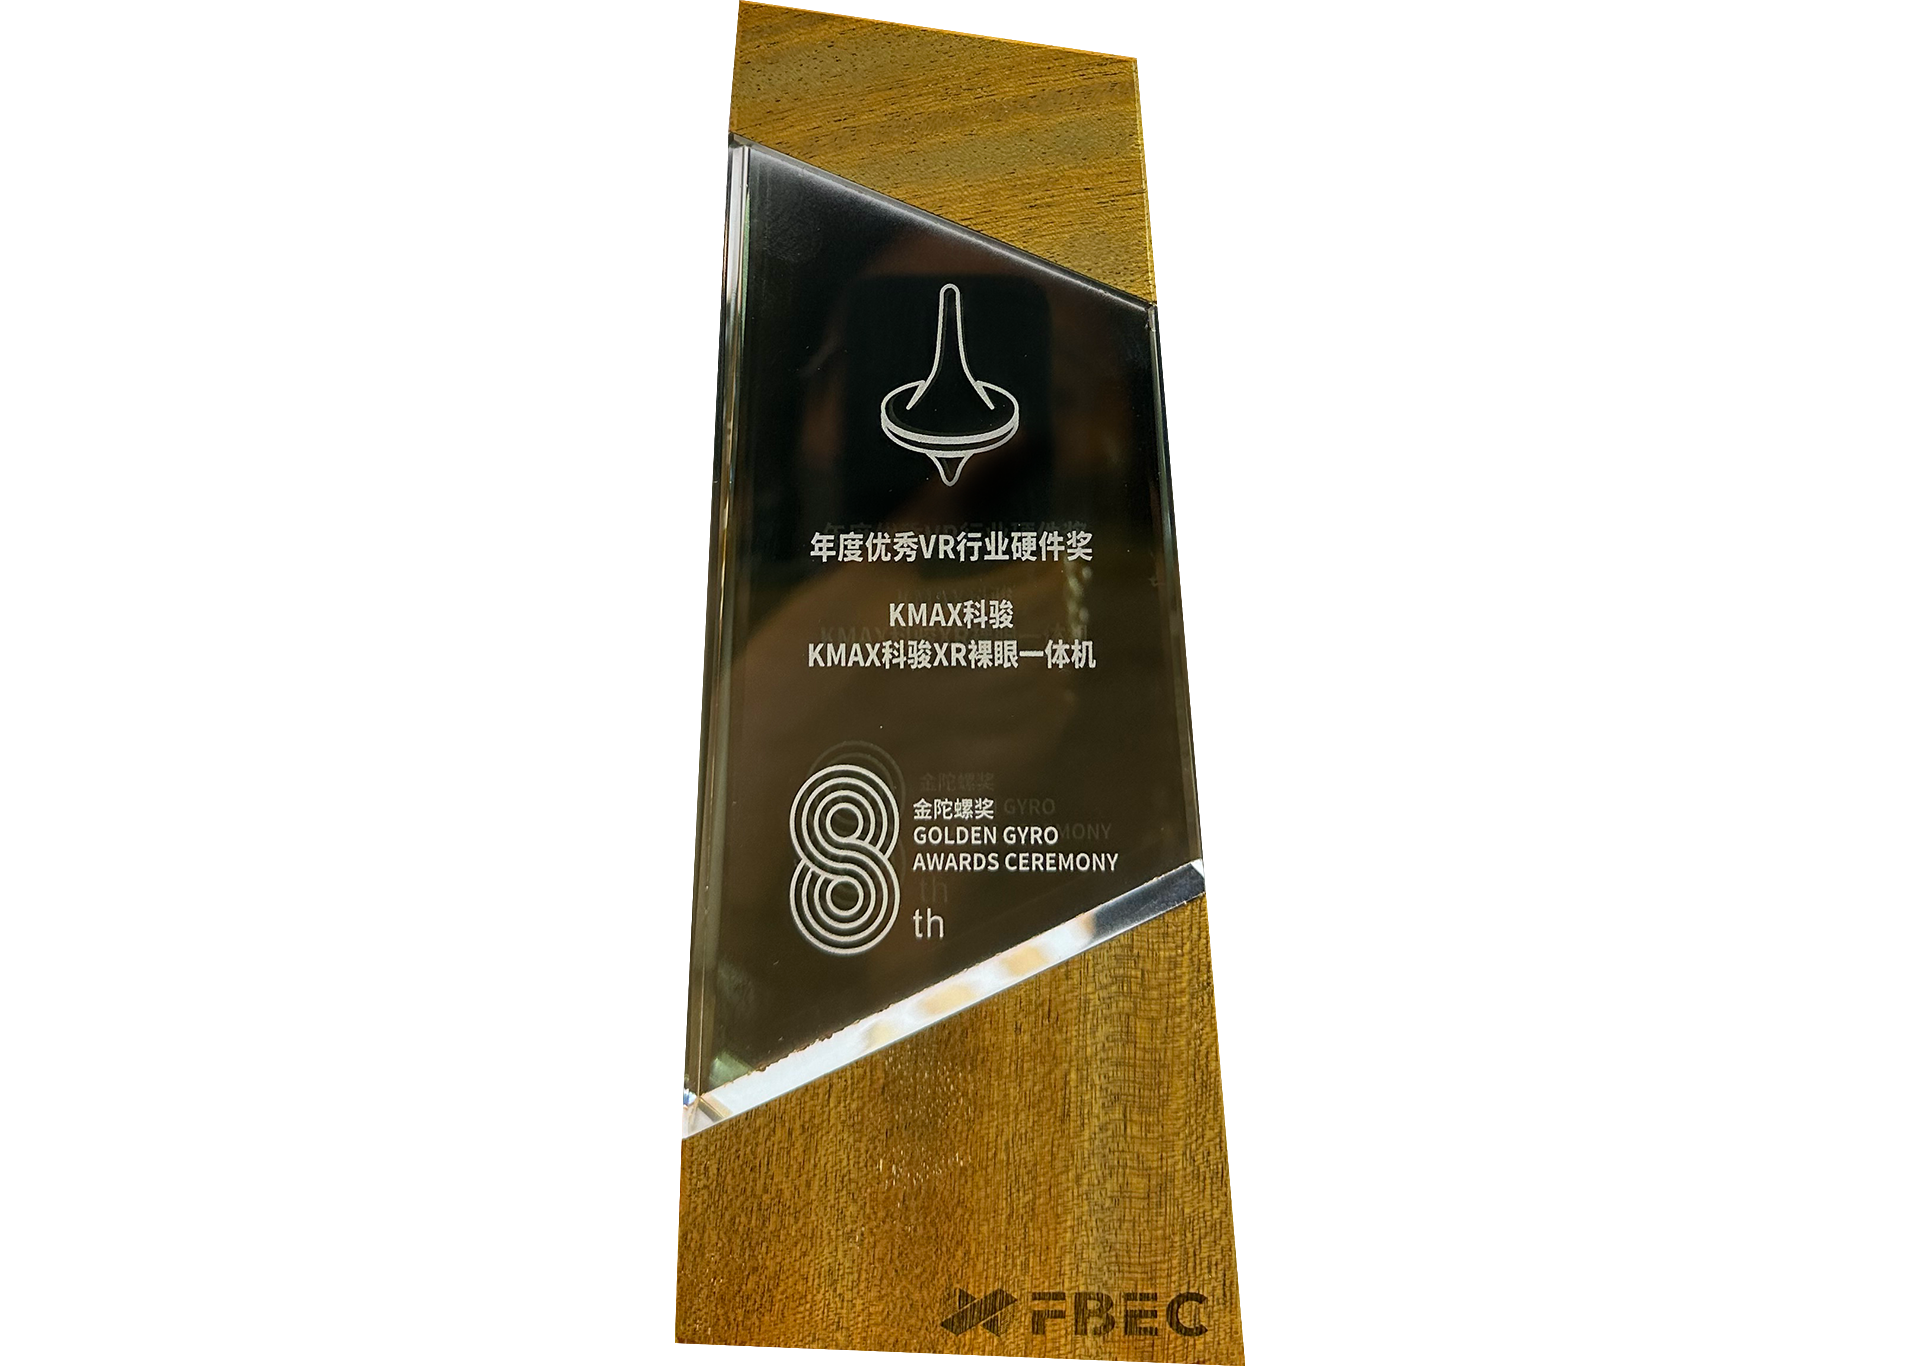 年度优秀VR行业硬件奖
KMAX科骏
KMAX科骏XR裸眼一体机
8
金陀螺奖
GOLDEN GYRO
AWARDS CEREMONY
th
FBEC